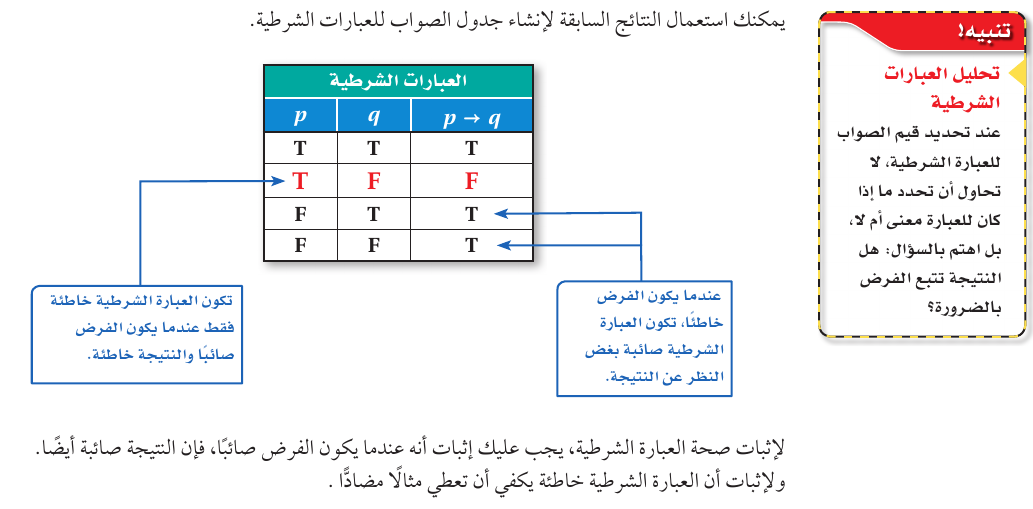 يمكنك استعمال النتائج السابقة لإنشاء جدول الصواب للعبارات الشرطية.
تنبيه!
تحليل العبارات
الشرطية
عند تحديد قيم الصواب
للعبارة الشرطية، لا
تحاول أن تحدد ما إذا
كان للعبارة معنى أم لا،
بل اهتم بالسؤال: هل
النتيجة تتبع الفرض
بالضرورة؟
العبارات الشرطية
p q p → q
T T T
T F F
F T T
F F T
عندما يكون الفرض
خاطئًا، تكون العبارة
الشرطية صائبة بغض
النظر عن النتيجة.
تكون العبارة الشرطية خاطئة
فقط عندما يكون الفرض
صائبًا والنتيجة خاطئة.
لإثبات صحة العبارة الشرطية، يجب عليك إثبات أنه عندما يكون الفرض صائبًا، فإن النتيجة صائبة أيضًا.
ولإثبات أن العبارة الشرطية خاطئة يكفي أن تعطي مثالًا مضادًّا .